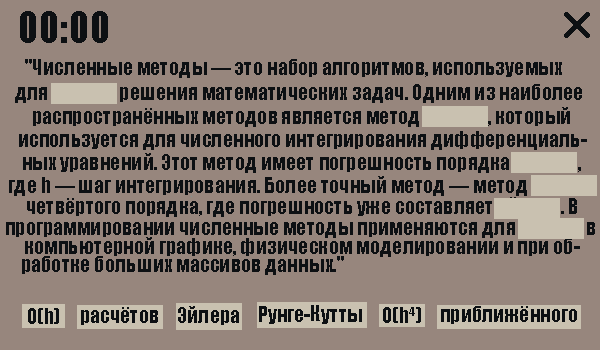 00:00
"Численные методы — это набор алгоритмов, используемых
для решения математических задач. Одним из наиболее
распространённых методов является метод , который
используется для численного интегрирования дифференциаль-
ных уравнений. Этот метод имеет погрешность порядка ,
где h — шаг интегрирования. Более точный метод — метод
четвёртого порядка, где погрешность уже составляет . В
программировании численные методы применяются для в
компьютерной графике, физическом моделировании и при об-
работке больших массивов данных."
O(h) расчётов Эйлера Рунге-Кутты O(h⁴) приближённого